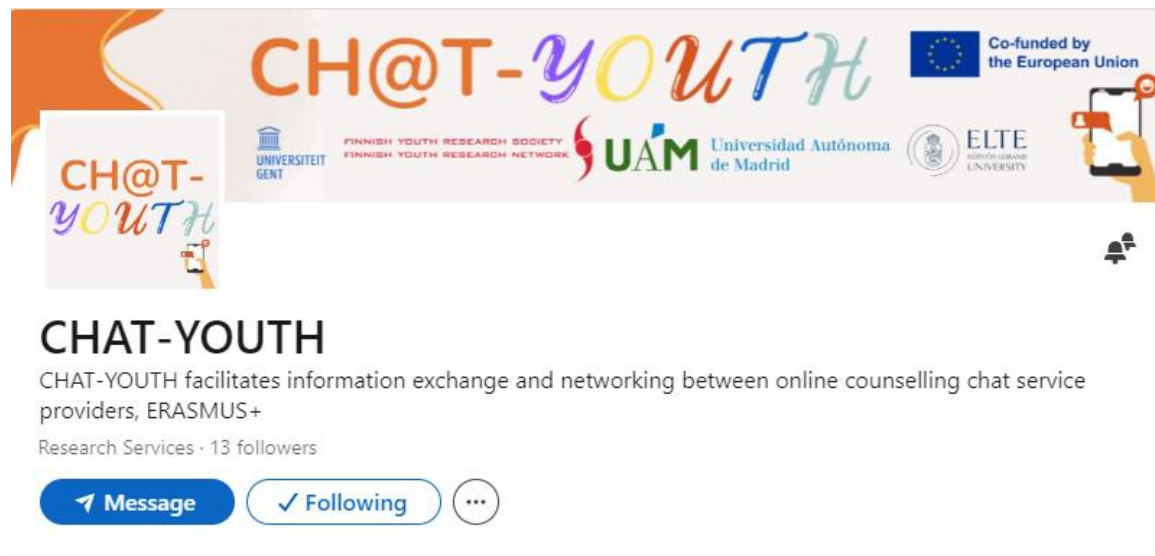 CH@T-YOUTH
Co-funded by
the European Union
UNIVERSITEIT
GENT
FINNISH YOUTH RESEARCH SOCIETY
FINNISH YOUTH RESEARCH NETWORK
UAM Universidad Autónoma
de Madrid
ELTE
EÖTVÖS LORÁND
UNIVERSITY
CH@T-
YOUTH
CHAT-YOUTH
CHAT-YOUTH facilitates information exchange and networking between online counselling chat service
providers, ERASMUS+
Research Services · 13 followers
Message
Following